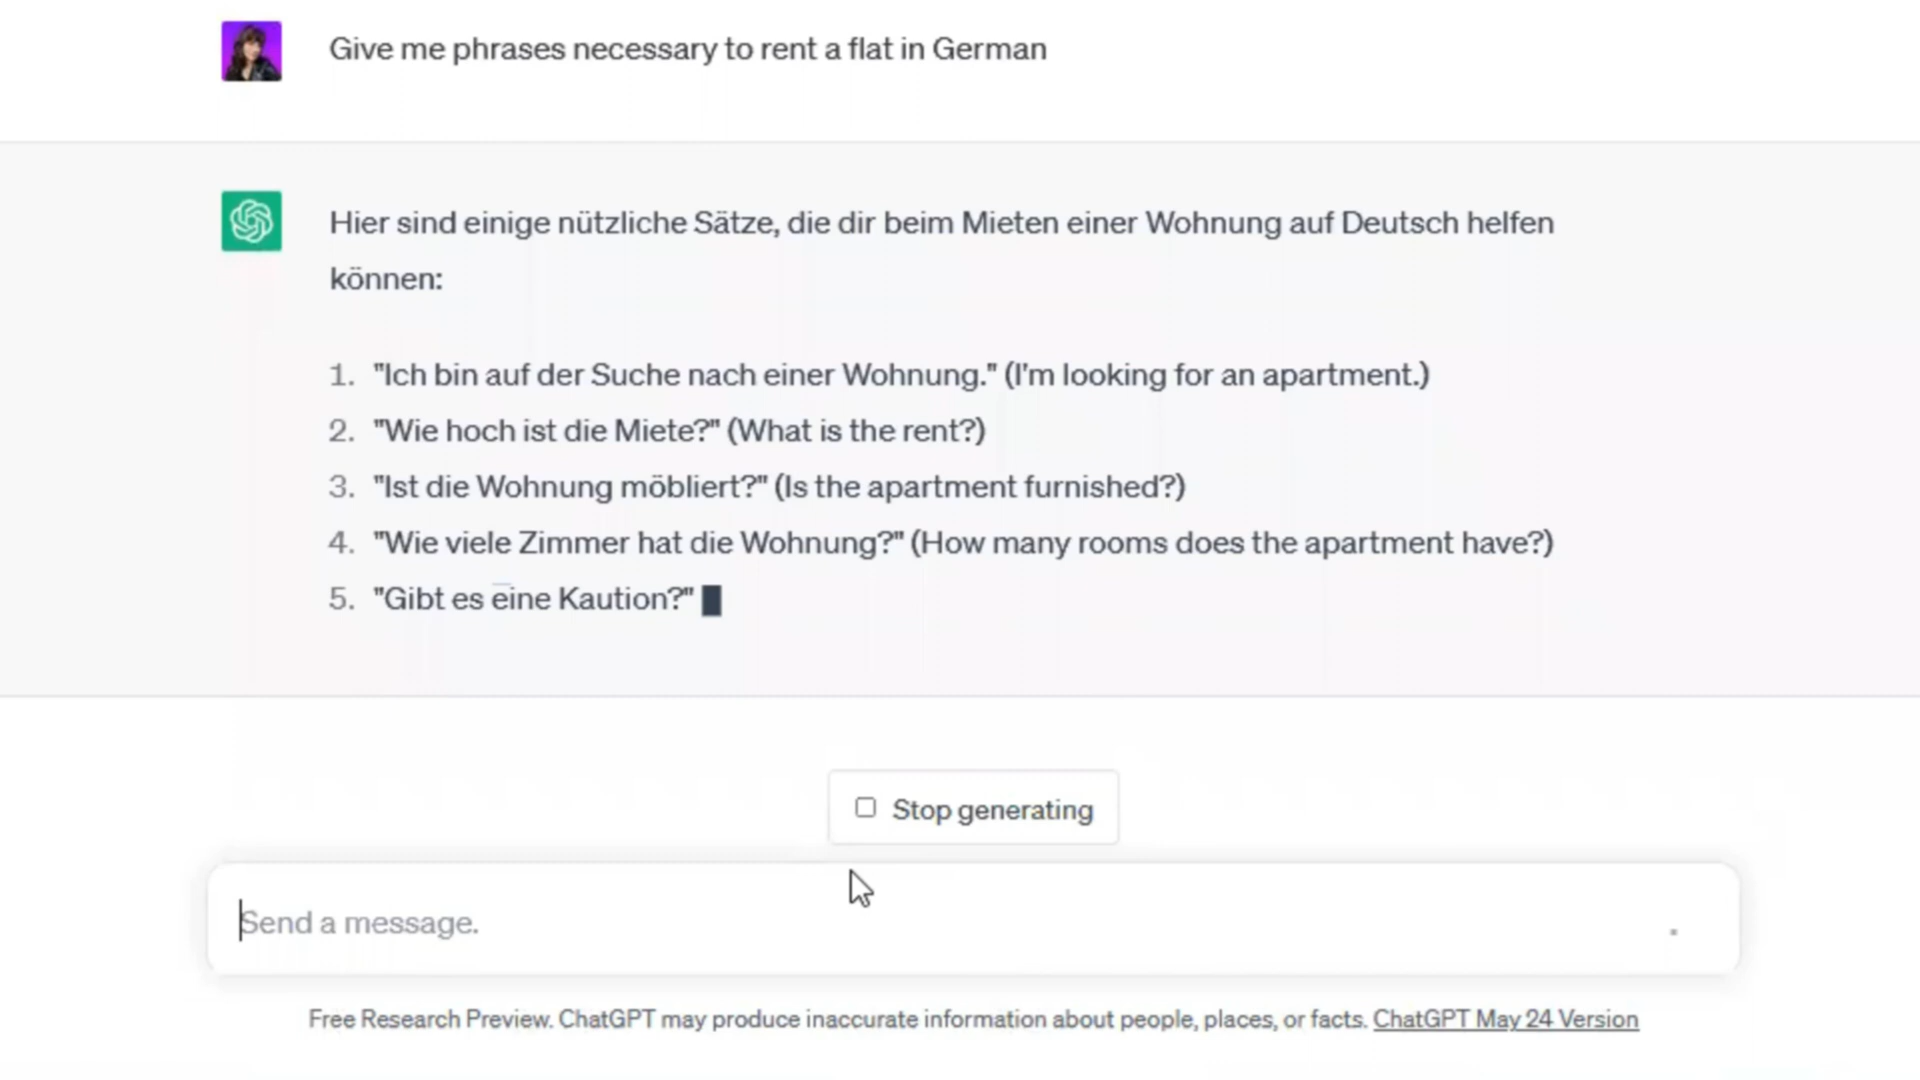 Give me phrases necessary to rent a flat in German
Hier sind einige nützliche Sätze, die dir beim Mieten einer Wohnung auf Deutsch helfen
können:
1. "Ich bin auf der Suche nach einer Wohnung." (I'm looking for an apartment.)
2. "Wie hoch ist die Miete?" (What is the rent?)
3. "Ist die Wohnung möbliert?" (Is the apartment furnished?)
4. "Wie viele Zimmer hat die Wohnung?" (How many rooms does the apartment have?)
5. "Gibt es eine Kaution?"
Stop generating
Send a message.
Free Research Preview. ChatGPT may produce inaccurate information about people, places, or facts. ChatGPT May 24 Version